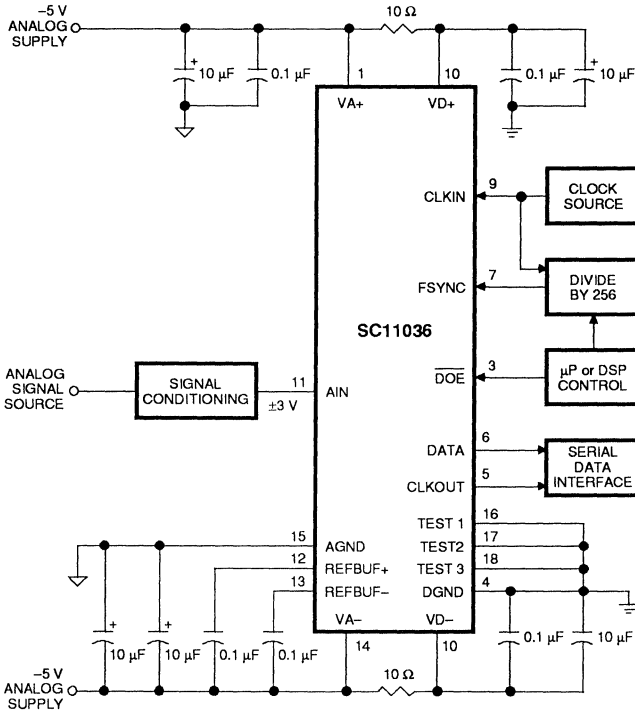 –5 V
ANALOG
SUPPLY
10 Ω
+
10 µF
0.1 µF
1
10
0.1 µF
+
10 µF
VA+
VD+
CLKIN
9
CLOCK
SOURCE
FSYNC
7
DIVIDE
BY 256
SC11036
ANALOG
SIGNAL
SOURCE
SIGNAL
CONDITIONING
11
±3 V
AIN
DOE
3
µP or DSP
CONTROL
DATA
6
CLKOUT
5
SERIAL
DATA
INTERFACE
TEST 1
16
15
AGND
TEST2
17
12
REFBUF+
TEST 3
18
13
REFBUF–
DGND
4
VA–
VD–
+
10 µF
+
10 µF
0.1 µF
0.1 µF
14
10
0.1 µF
10 µF
–5 V
ANALOG
SUPPLY
10 Ω